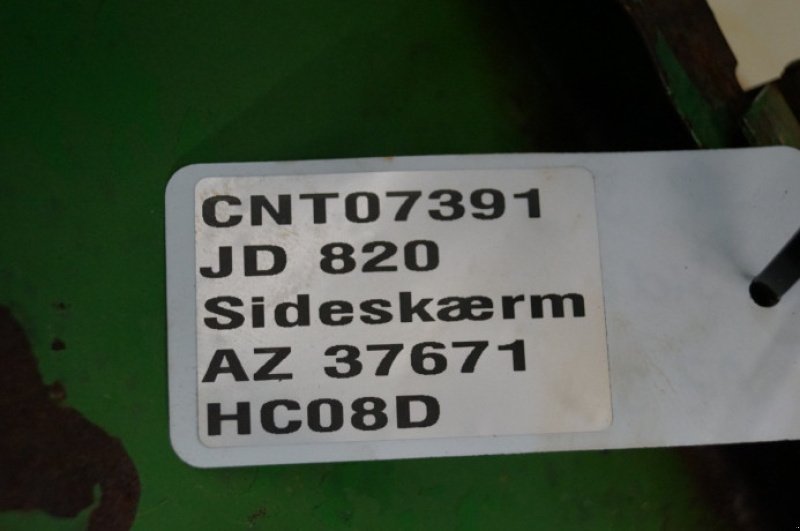 CNT07391
JD 820
Sideskærm
AZ 37671
HC08D